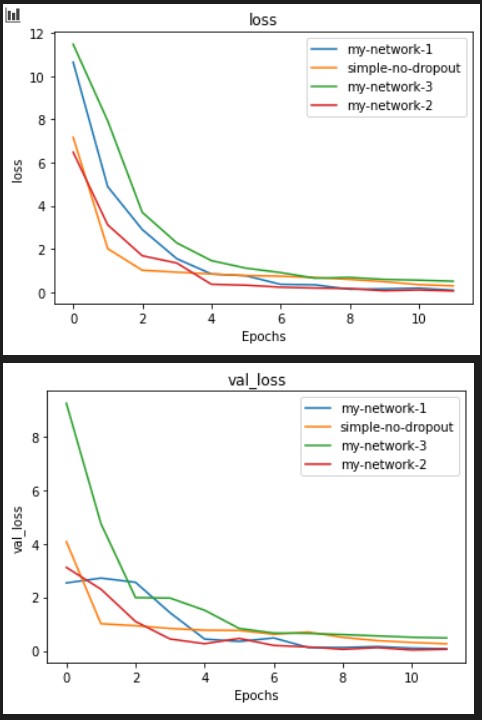 loss
12
10
8
6
4
2
0
loss
my-network-1
simple-no-dropout
my-network-3
my-network-2
0 2 4 6 8 10
Epochs
val_loss
8
6
4
2
0
val_loss
my-network-1
simple-no-dropout
my-network-3
my-network-2
0 2 4 6 8 10
Epochs